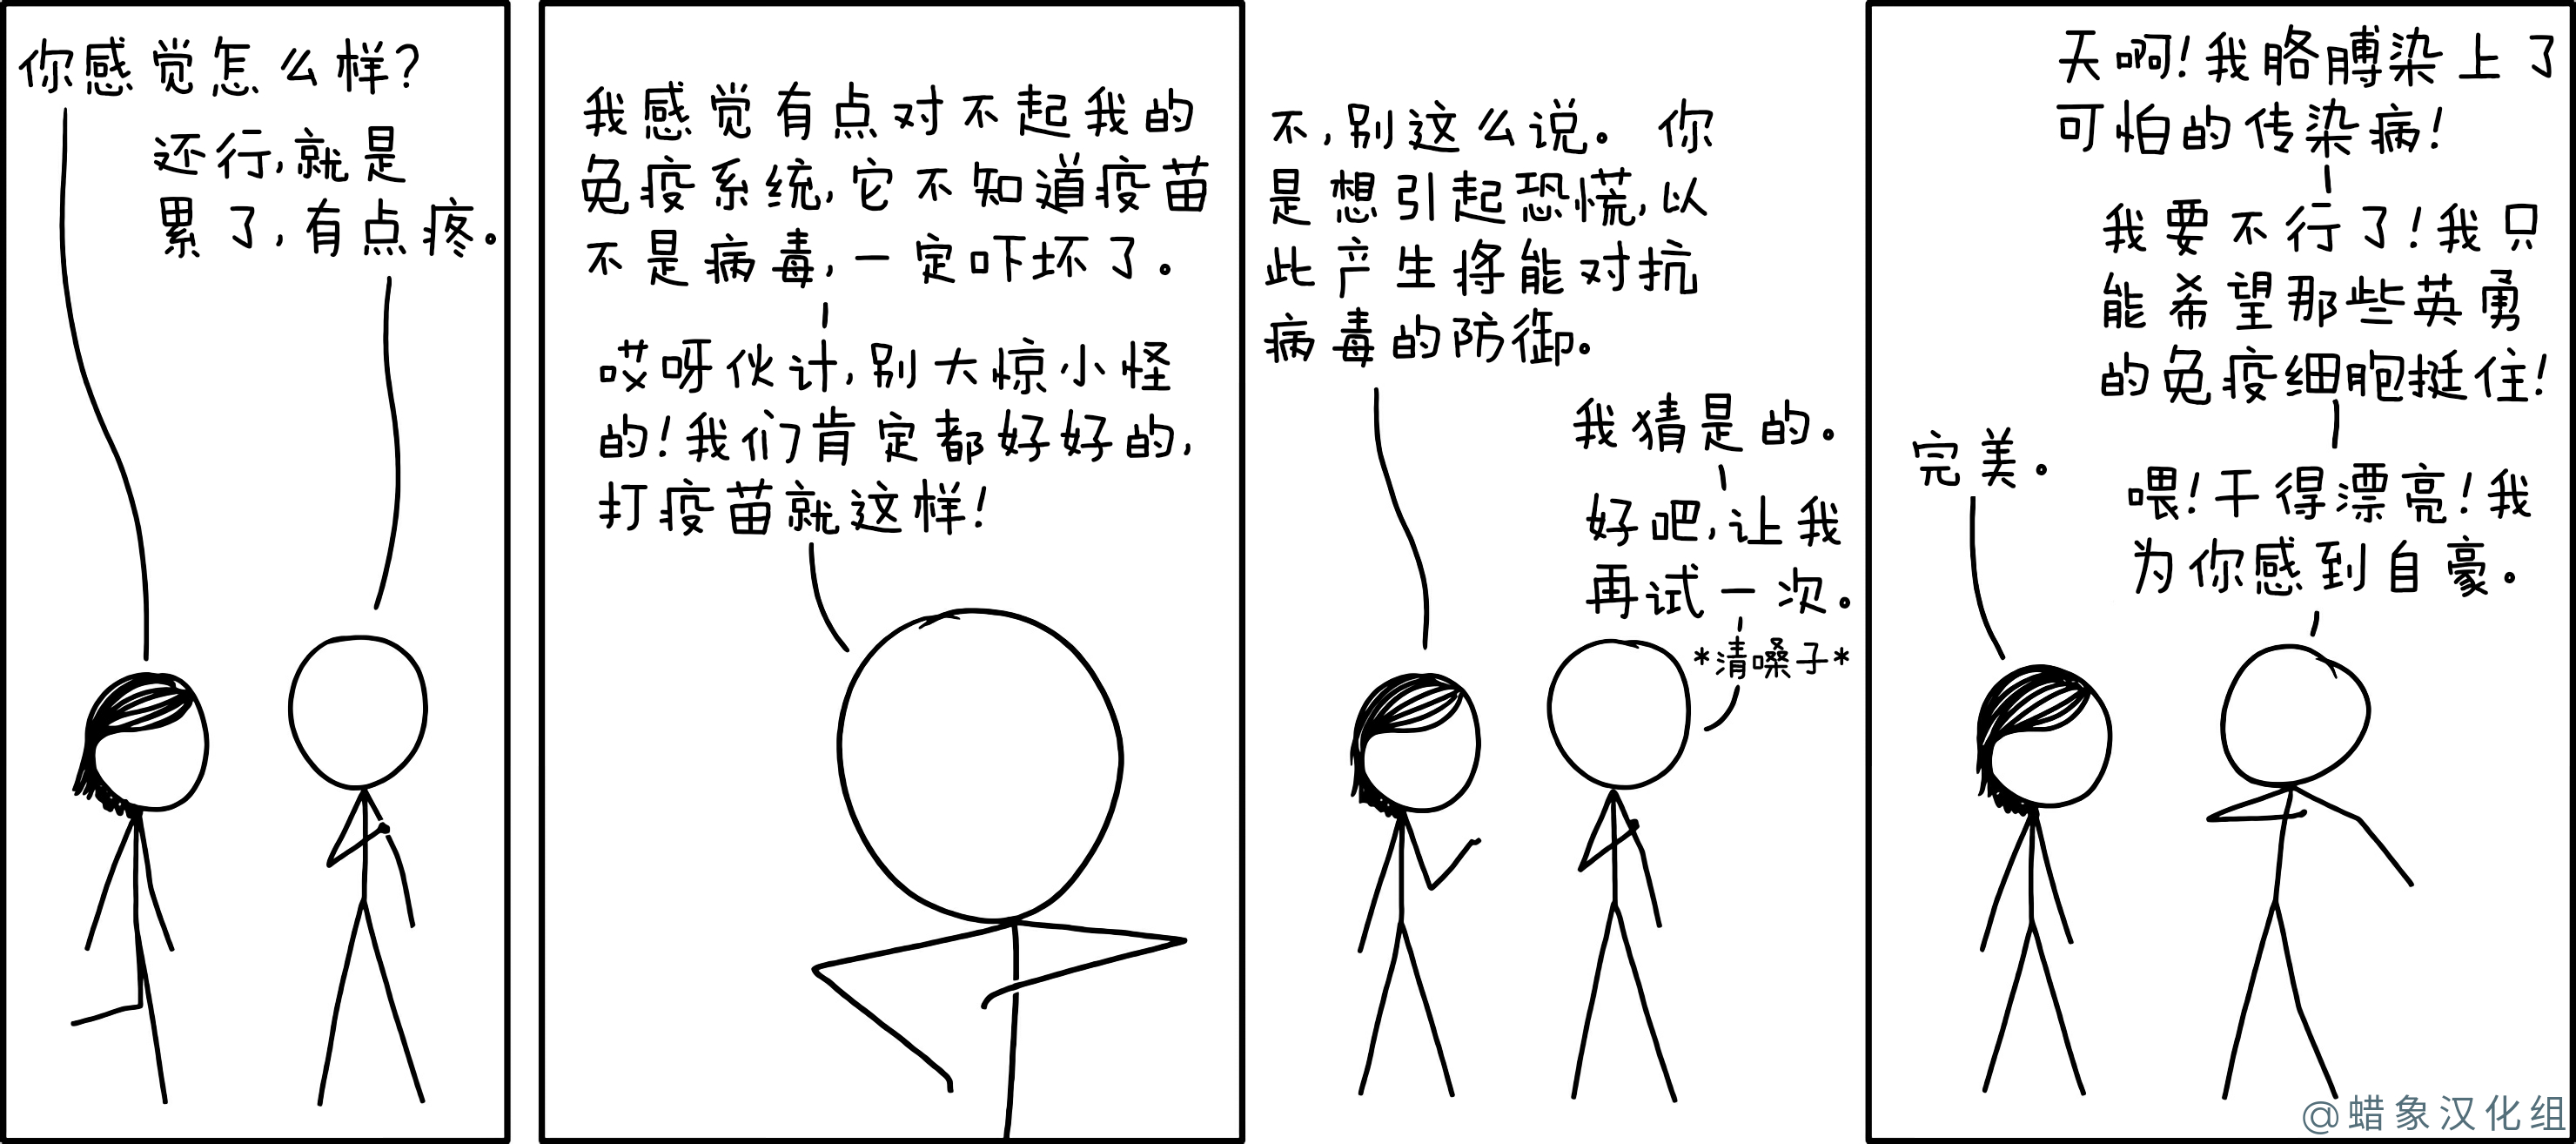 你感觉怎么样?
还行,就是
累了,有点疼。
我感觉有点对不起我的
免疫系统,它不知道疫苗
不是病毒,一定吓坏了。
哎呀伙计,别大惊小怪
的!我们肯定都好好的,
打疫苗就这样!
不,别这么说。你
是想引起恐慌,以
此产生将能对抗
病毒的防御。
我猜是的。
好吧,让我
再试一次。
*清嗓子*
天啊!我胳膊染上了
可怕的传染病!
我要不行了!我只
能希望那些英勇
的免疫细胞挺住!
喂!干得漂亮!我
为你感到自豪。
完美。
@蜡象汉化组